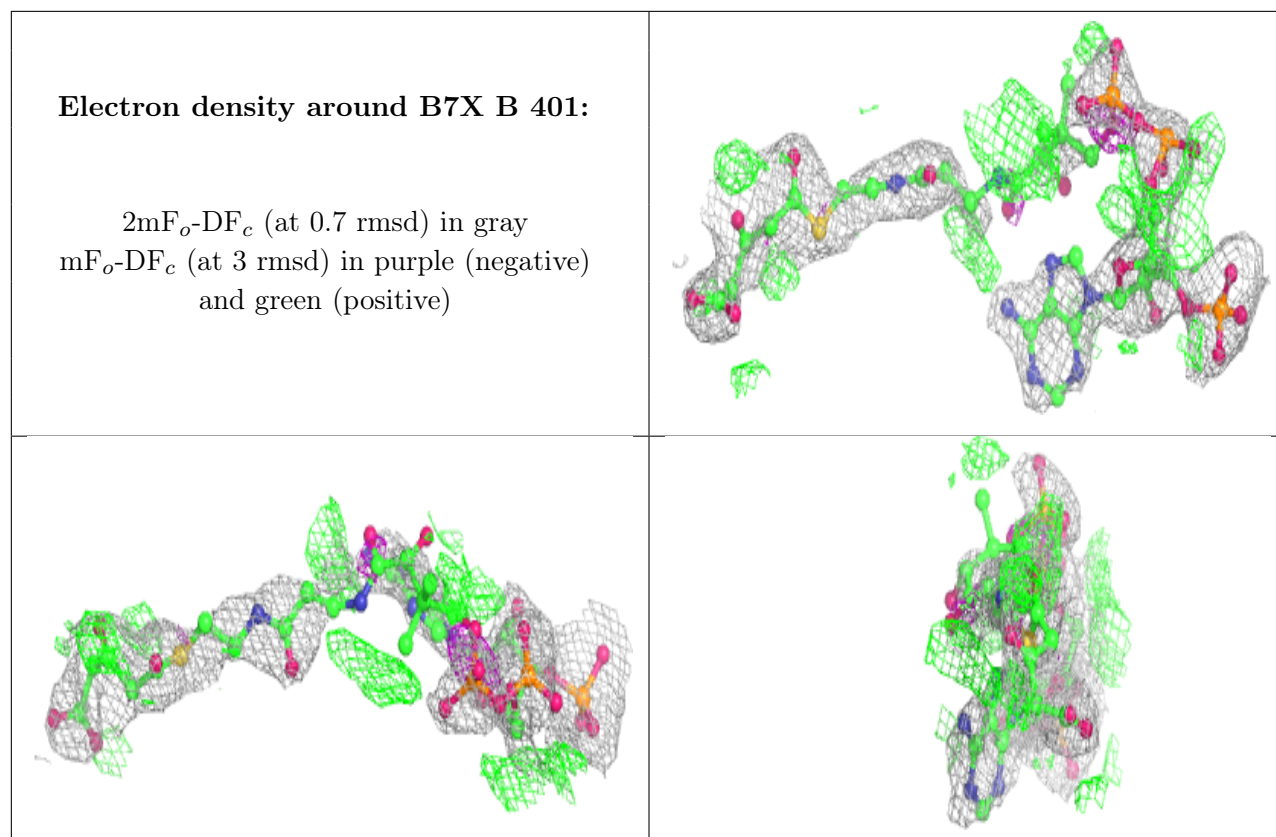 Electron density around B7X B 401:
2mFₒ-DF𝒸 (at 0.7 rmsd) in gray
mFₒ-DF𝒸 (at 3 rmsd) in purple (negative)
and green (positive)